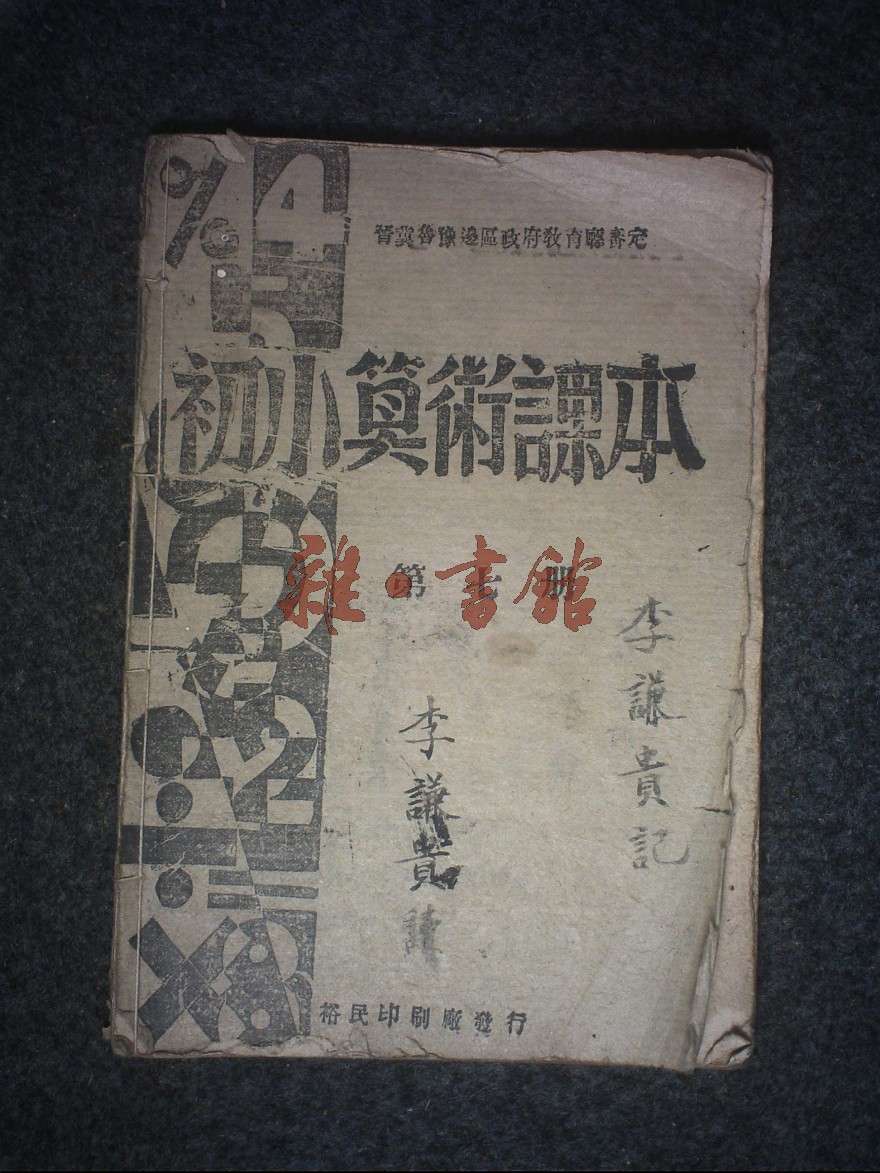 晉冀魯豫邊區政府教育廳審定
初小算術課本
第七册
雜·書館
李謙貴記
李謙貴讀
裕民印刷廠發行